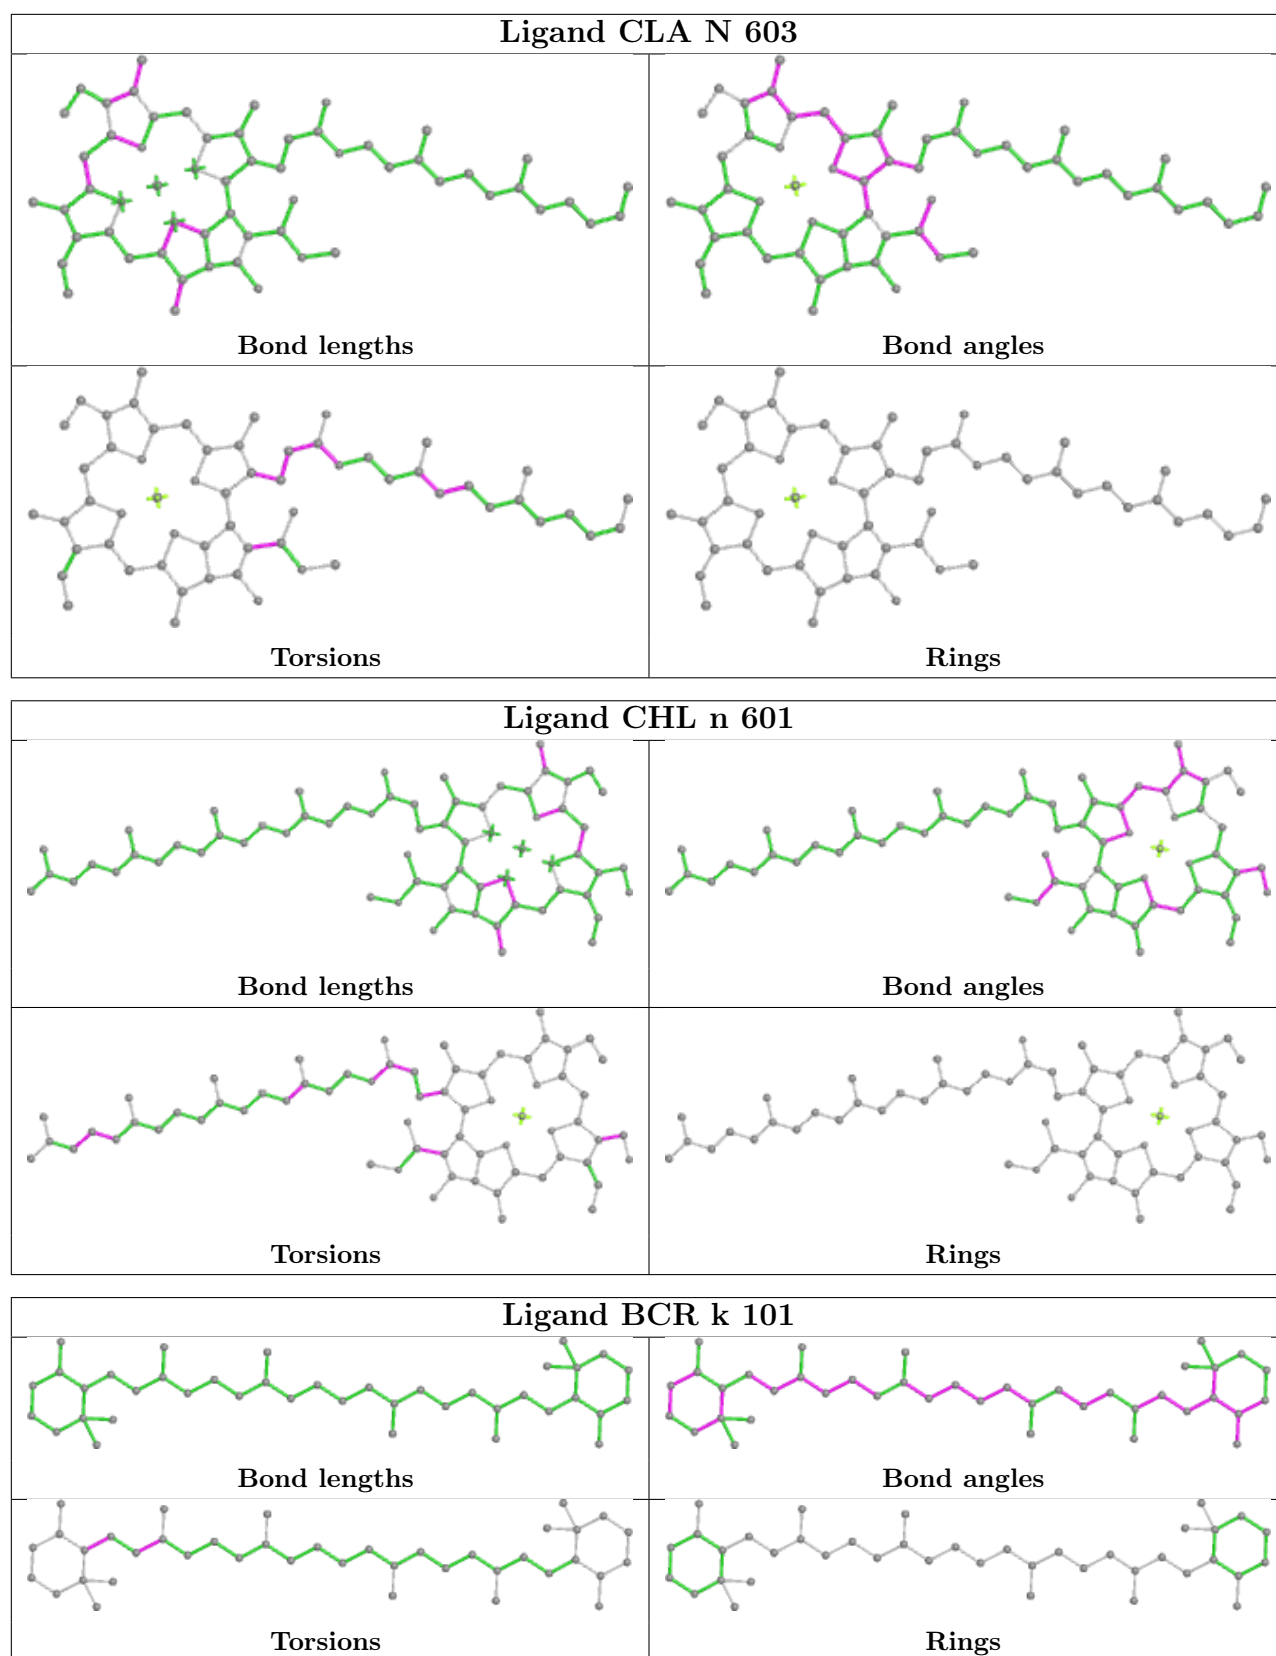 Ligand CLA N 603
Bond lengths
Bond angles
Torsions
Rings
Ligand CHL n 601
Bond lengths
Bond angles
Torsions
Rings
Ligand BCR k 101
Bond lengths
Bond angles
Torsions
Rings